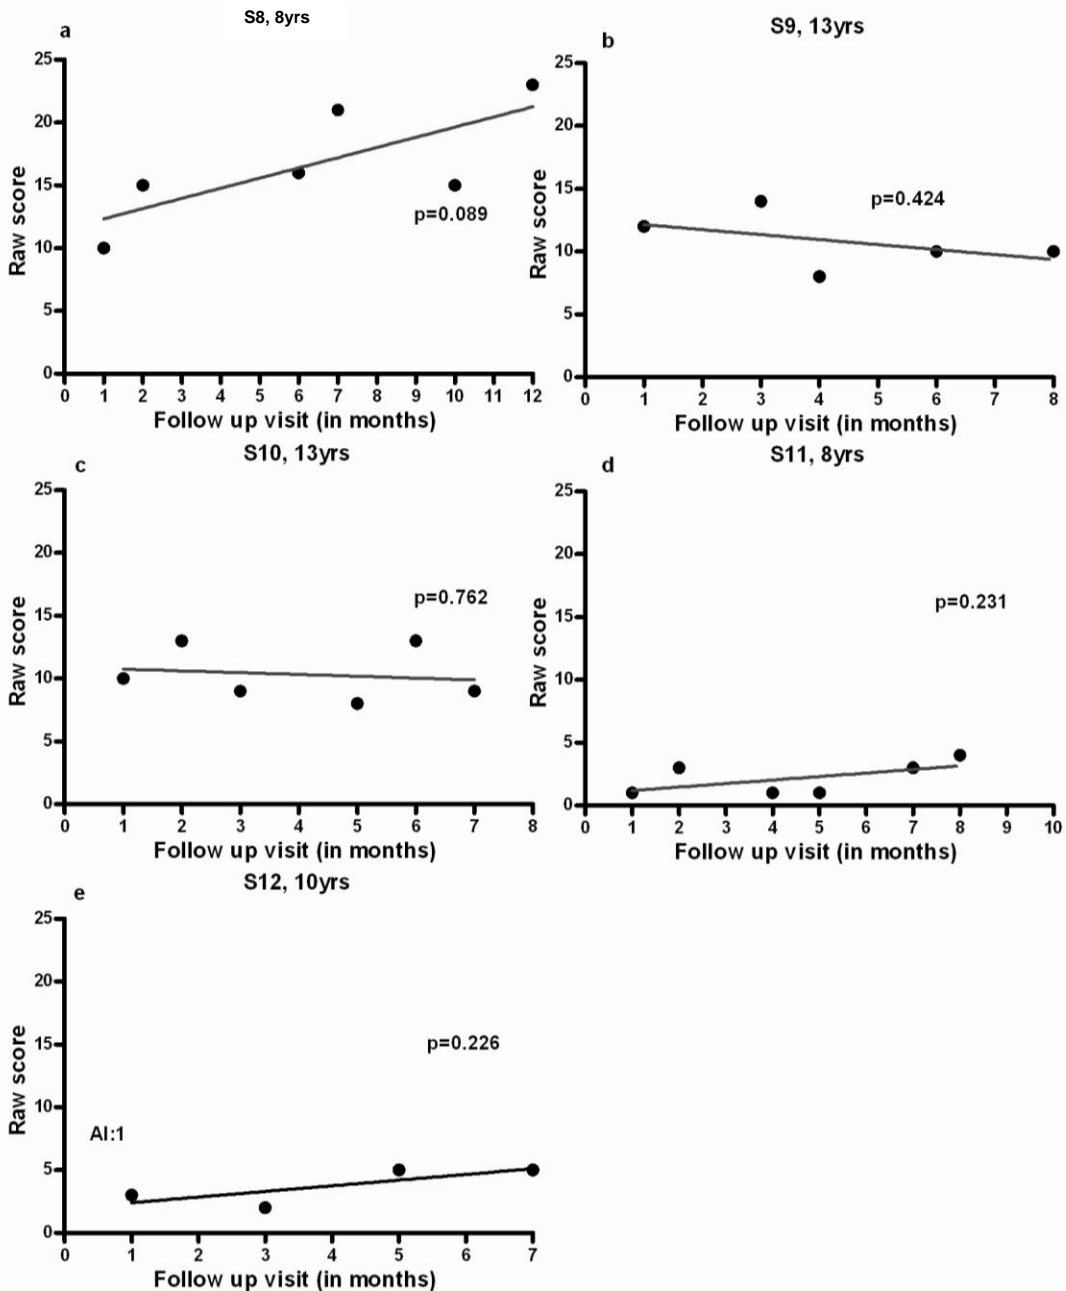 S8, 8yrs
a
25
20
15
10
5
0
Raw score
p=0.089
0 1 2 3 4 5 6 7 8 9 10 11 12
Follow up visit (in months)
S9, 13yrs
b
25
20
15
10
5
0
Raw score
p=0.424
0 1 2 3 4 5 6 7 8
Follow up visit (in months)
S10, 13yrs
c
25
20
15
10
5
0
Raw score
p=0.762
0 1 2 3 4 5 6 7 8
Follow up visit (in months)
S11, 8yrs
d
25
20
15
10
5
0
Raw score
p=0.231
0 1 2 3 4 5 6 7 8 9 10
Follow up visit (in months)
S12, 10yrs
e
25
20
15
10
5
0
Raw score
p=0.226
AI:1
0 1 2 3 4 5 6 7
Follow up visit (in months)